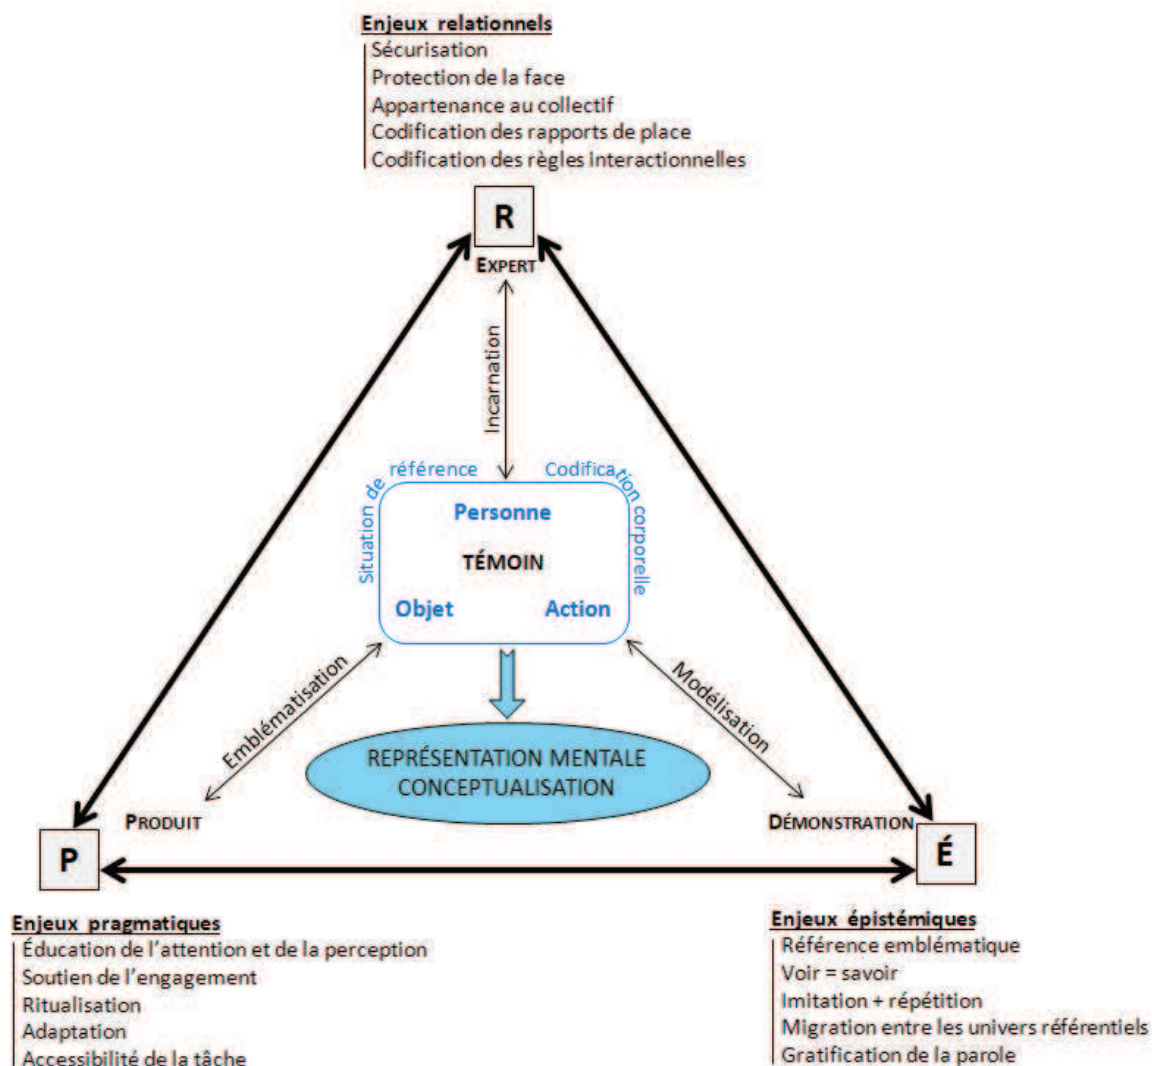 Enjeux relationnels
Sécurisation
Protection de la face
Appartenance au collectif
Codification des rapports de place
Codification des règles interactionnelles
R
EXPERT
Incarnation
Situation de référence
Codification corporelle
Personne
TÉMOIN
Objet
Action
Emblématisation
Modélisation
REPRÉSENTATION MENTALE
CONCEPTUALISATION
PRODUIT
DÉMONSTRATION
P
É
Enjeux pragmatiques
Éducation de l'attention et de la perception
Soutien de l'engagement
Ritualisation
Adaptation
Accessibilité de la tâche
Enjeux épistémiques
Référence emblématique
Voir = savoir
Imitation + répétition
Migration entre les univers référentiels
Gratification de la parole